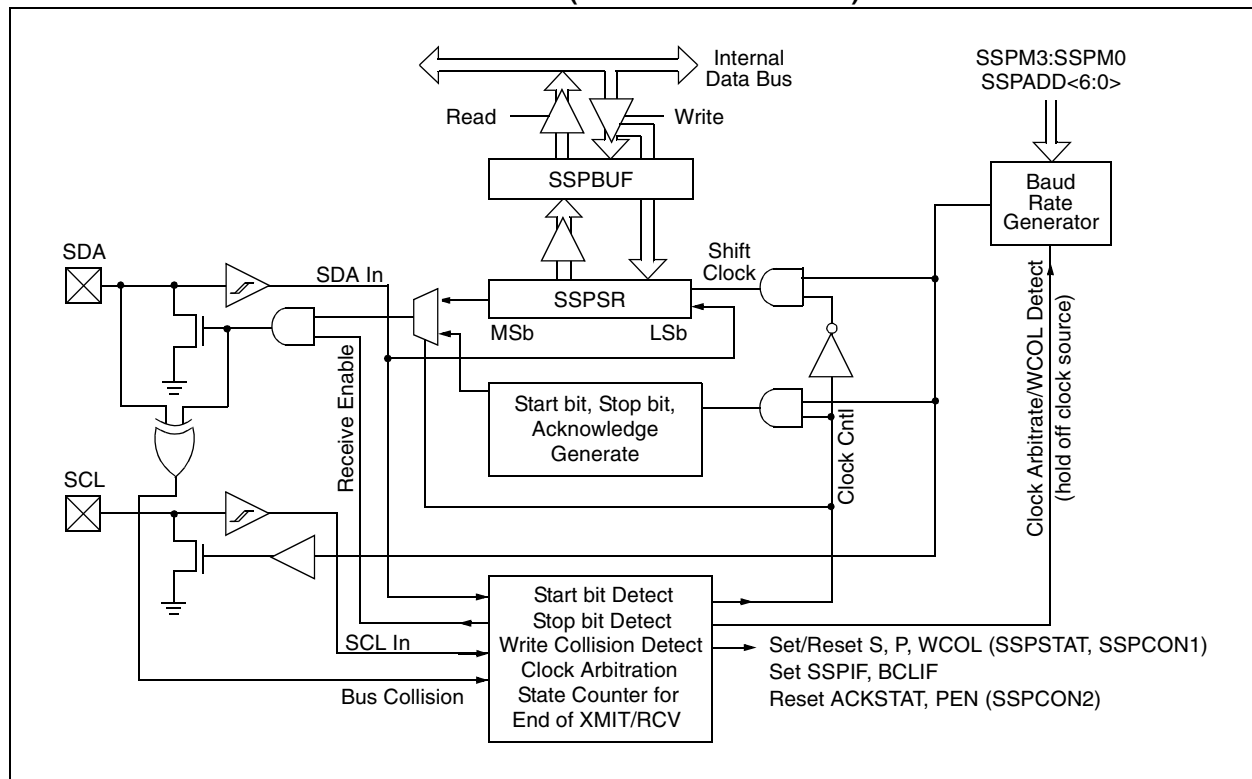 Internal
Data Bus
SSPM3:SSPM0
SSPADD<6:0>
Read
Write
SSPBUF
Baud
Rate
Generator
SDA
SDA In
Shift
Clock
SSPSR
MSb
LSb
Receive Enable
Start bit, Stop bit,
Acknowledge
Generate
Clock Cntl
Clock Arbitrate/WCOL Detect
(hold off clock source)
SCL
SCL In
Bus Collision
Start bit Detect
Stop bit Detect
Write Collision Detect
Clock Arbitration
State Counter for
End of XMIT/RCV
Set/Reset S, P, WCOL (SSPSTAT, SSPCON1)
Set SSPIF, BCLIF
Reset ACKSTAT, PEN (SSPCON2)